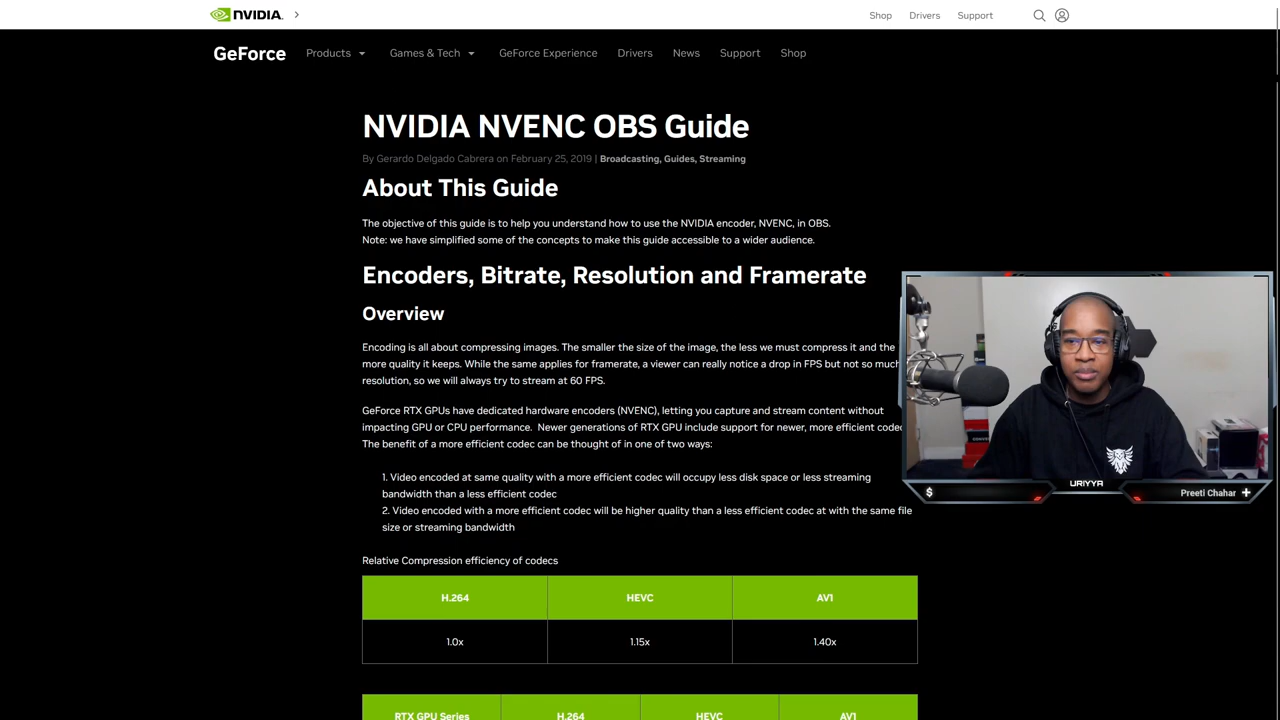 NVIDIA.
Shop
Drivers
Support
GeForce
Products
Games & Tech
GeForce Experience
Drivers
News
Support
Shop
NVIDIA NVENC OBS Guide
By Gerardo Delgado Cabrera on February 25, 2019 | Broadcasting, Guides, Streaming
About This Guide
The objective of this guide is to help you understand how to use the NVIDIA encoder, NVENC, in OBS.
Note: we have simplified some of the concepts to make this guide accessible to a wider audience.
Encoders, Bitrate, Resolution and Framerate
Overview
Encoding is all about compressing images. The smaller the size of the image, the less we must compress it and the
more quality it keeps. While the same applies for framerate, a viewer can really notice a drop in FPS but not so much
resolution, so we will always try to stream at 60 FPS.
GeForce RTX GPUs have dedicated hardware encoders (NVENC), letting you capture and stream content without
impacting GPU or CPU performance. Newer generations of RTX GPU include support for newer, more efficient codec
The benefit of a more efficient codec can be thought of in one of two ways:
1. Video encoded at same quality with a more efficient codec will occupy less disk space or less streaming
bandwidth than a less efficient codec
2. Video encoded with a more efficient codec will be higher quality than a less efficient codec at with the same file
size or streaming bandwidth
Relative Compression efficiency of codecs
H.264
HEVC
AV1
1.0x
1.15x
1.40x
RTX GPU Series
H.264
HEVC
AV1
URIYYA
$
Preeti Chahar +